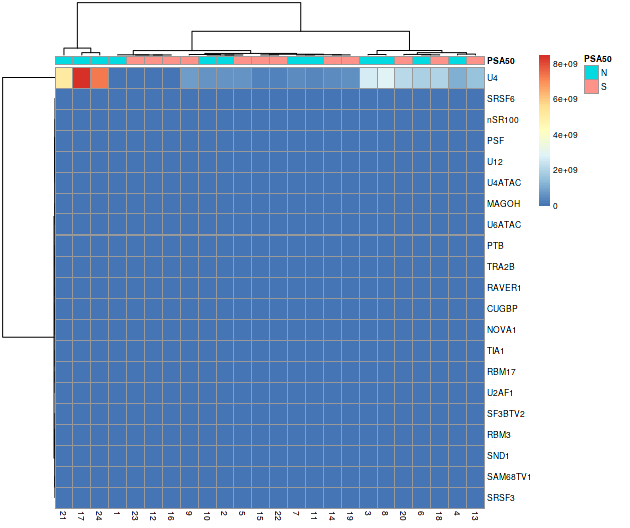 PSA50
U4
SRSF6
nSR100
PSF
U12
U4ATAC
MAGOH
U6ATAC
PTB
TRA2B
RAVER1
CUGBP
NOVA1
TIA1
RBM17
U2AF1
SF3BTV2
RBM3
SND1
SAM68TV1
SRSF3
21 17 24 1 23 12 16 9 10 2 5 15 22 7 11 14 19 3 8 20 6 18 4 13
8e+09
6e+09
4e+09
2e+09
0
PSA50
N
S